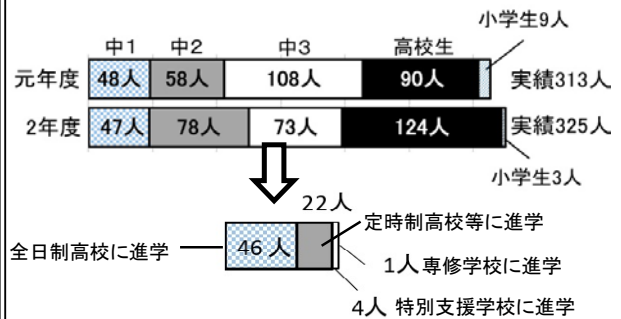 小学生9人
中1 中2 中3 高校生
元年度 48人 58人 108人 90人 実績313人
2年度 47人 78人 73人 124人 実績325人
小学生3人
22人
定時制高校等に進学
全日制高校に進学 46人
1人 専修学校に進学
4人 特別支援学校に進学